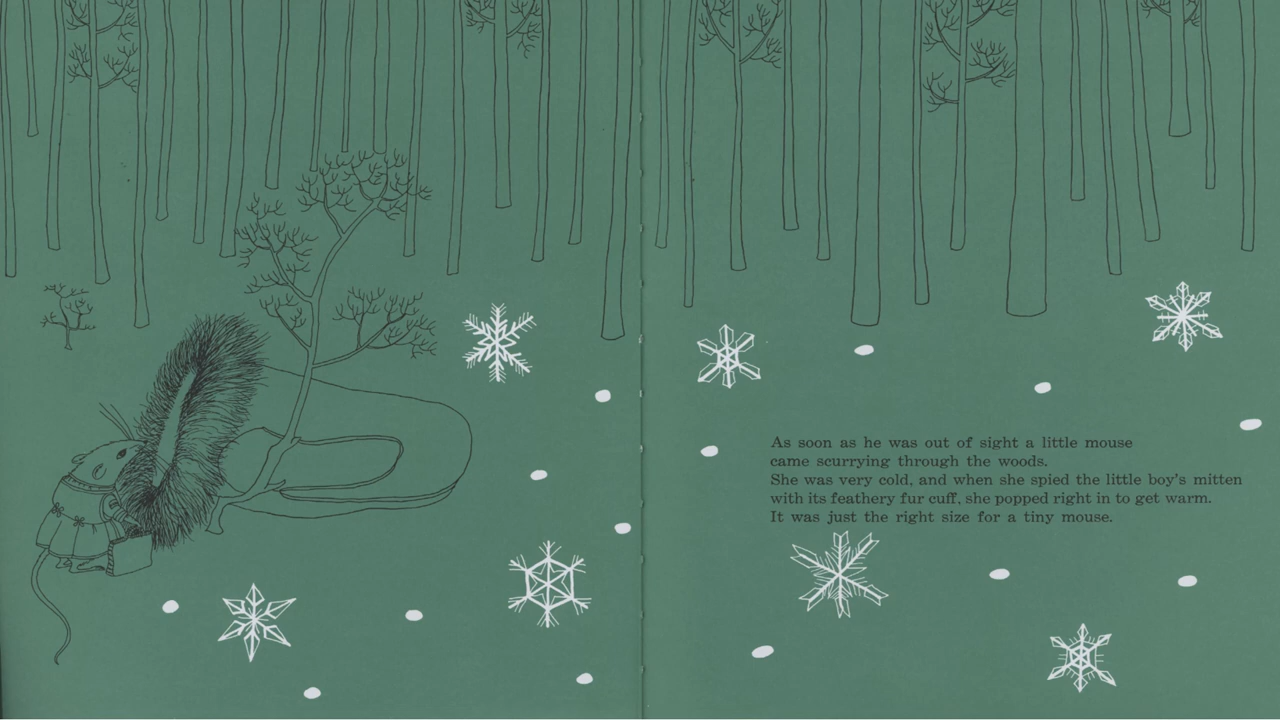 As soon as he was out of sight a little mouse
came scurrying through the woods.
She was very cold, and when she spied the little boy's mitten
with its feathery fur cuff, she popped right in to get warm.
It was just the right size for a tiny mouse.